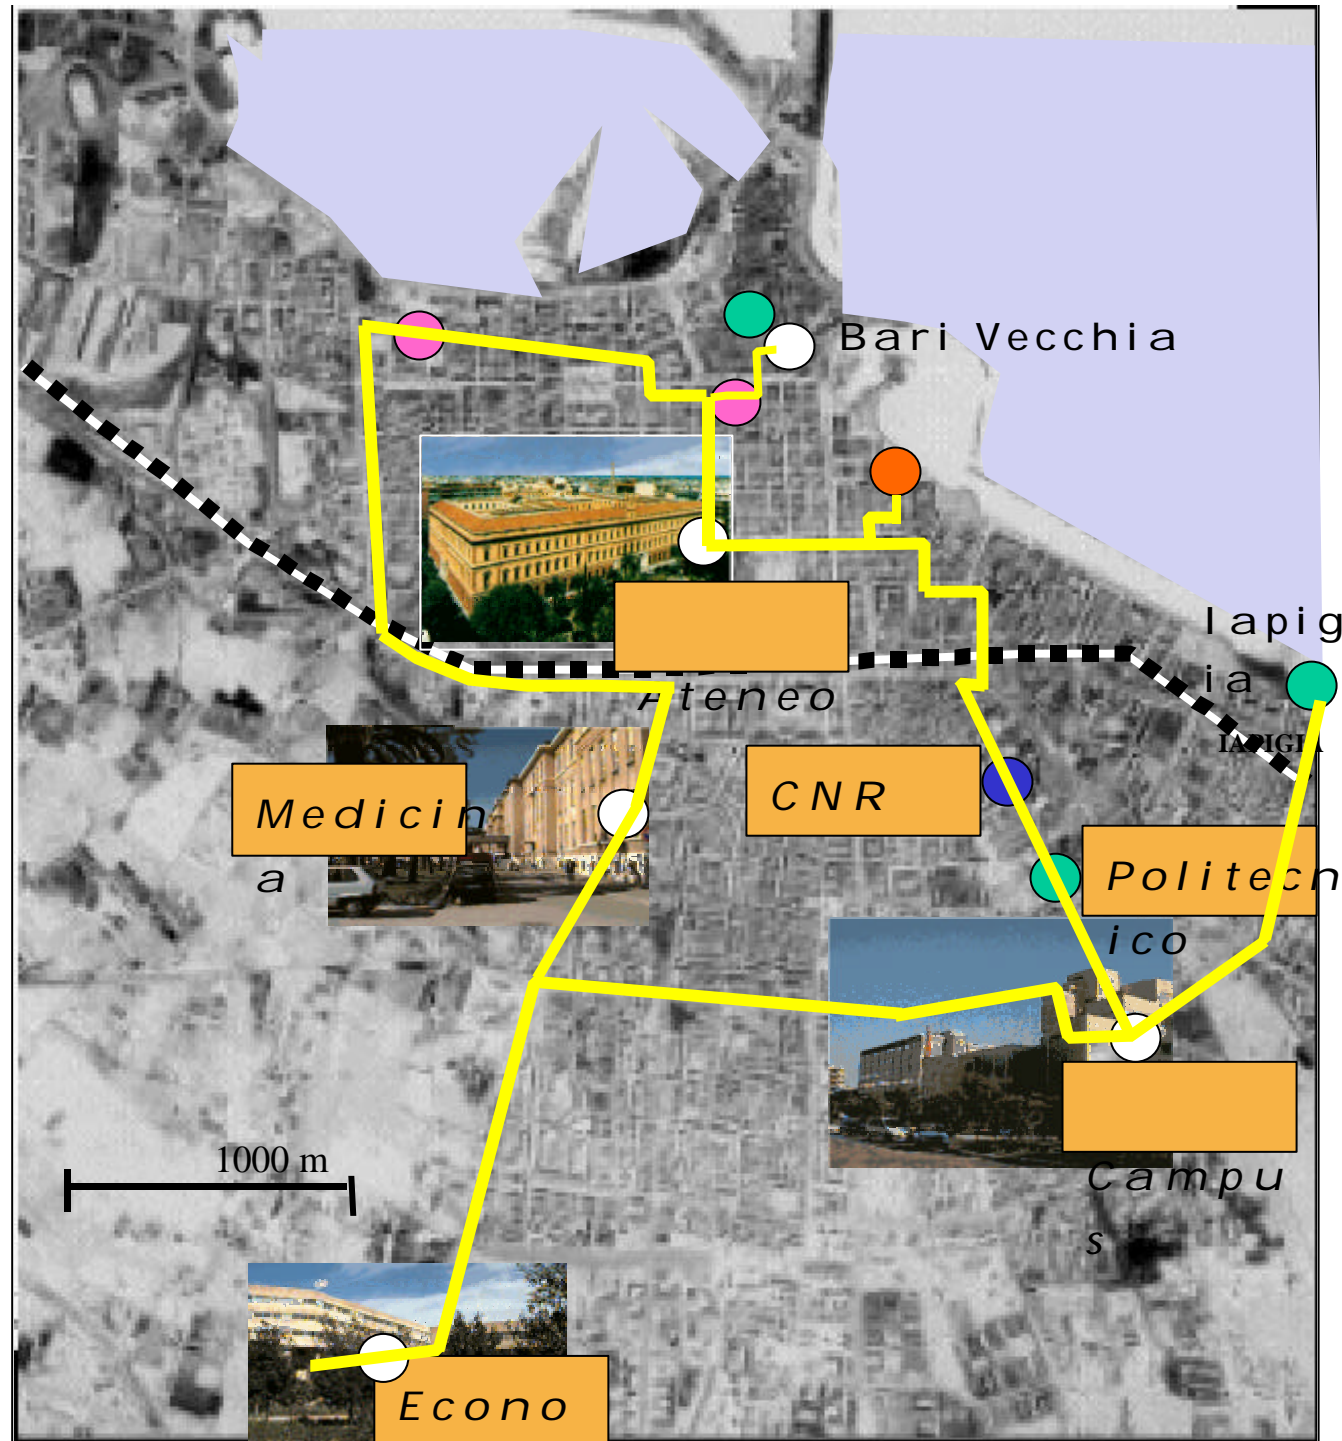 Bari Vecchia
Iapig
ia
IAPIGIA
Ateneo
Medicin
a
CNR
Politecn
ico
1000 m
Campu
s
Econo